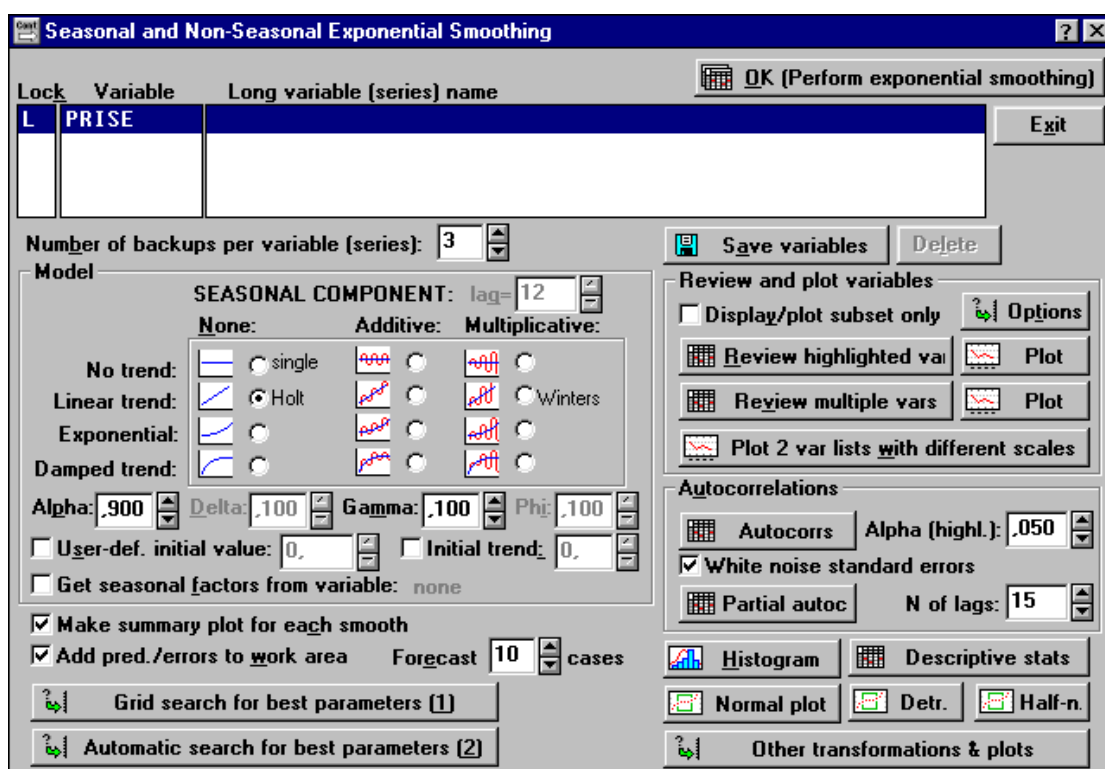 Cont Seasonal and Non-Seasonal Exponential Smoothing ? X
OK (Perform exponential smoothing)
Lock Variable Long variable (series) name
L PRISE
Exit
Number of backups per variable (series): 3
Save variables Delete
Model
SEASONAL COMPONENT: lag= 12
None: Additive: Multiplicative:
No trend: single
Linear trend: Holt Winters
Exponential:
Damped trend:
Alpha: ,900 Delta: ,100 Gamma: ,100 Phi: ,100
User-def. initial value: 0, Initial trend: 0,
Get seasonal factors from variable: none
Make summary plot for each smooth
Add pred./errors to work area Forecast 10 cases
Grid search for best parameters (1)
Automatic search for best parameters (2)
Review and plot variables
Display/plot subset only Options
Review highlighted va Plot
Review multiple vars Plot
Plot 2 var lists with different scales
Autocorrelations
Autocorrs Alpha (highl.): ,050
White noise standard errors
Partial autoc N of lags: 15
Histogram Descriptive stats
Normal plot Detr. Half-n.
Other transformations & plots